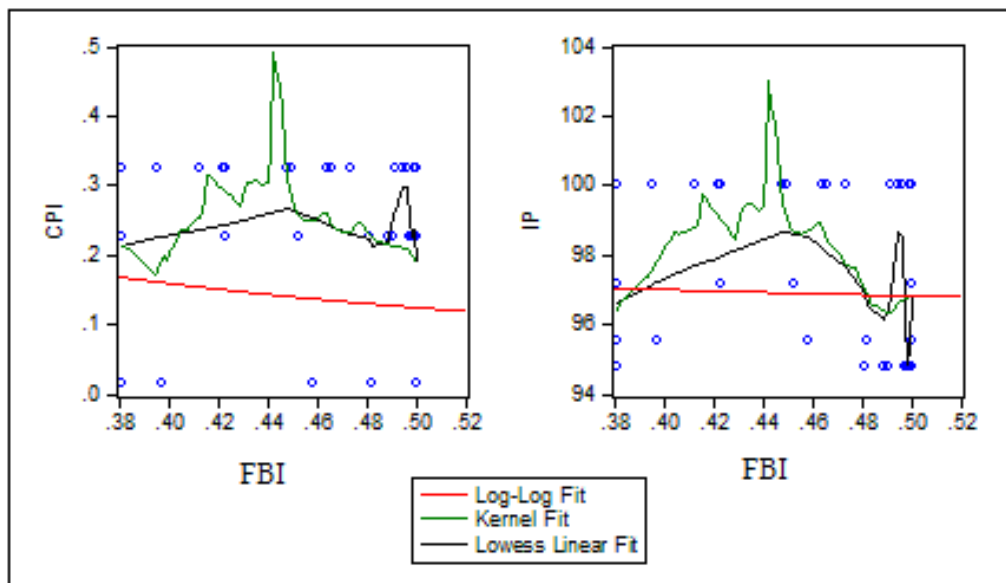 .5
.4
.3
.2
.1
.0
CPI
.38 .40 .42 .44 .46 .48 .50 .52
FBI
104
102
100
98
96
94
IP
.38 .40 .42 .44 .46 .48 .50 .52
FBI
Log-Log Fit
Kernel Fit
Lowess Linear Fit